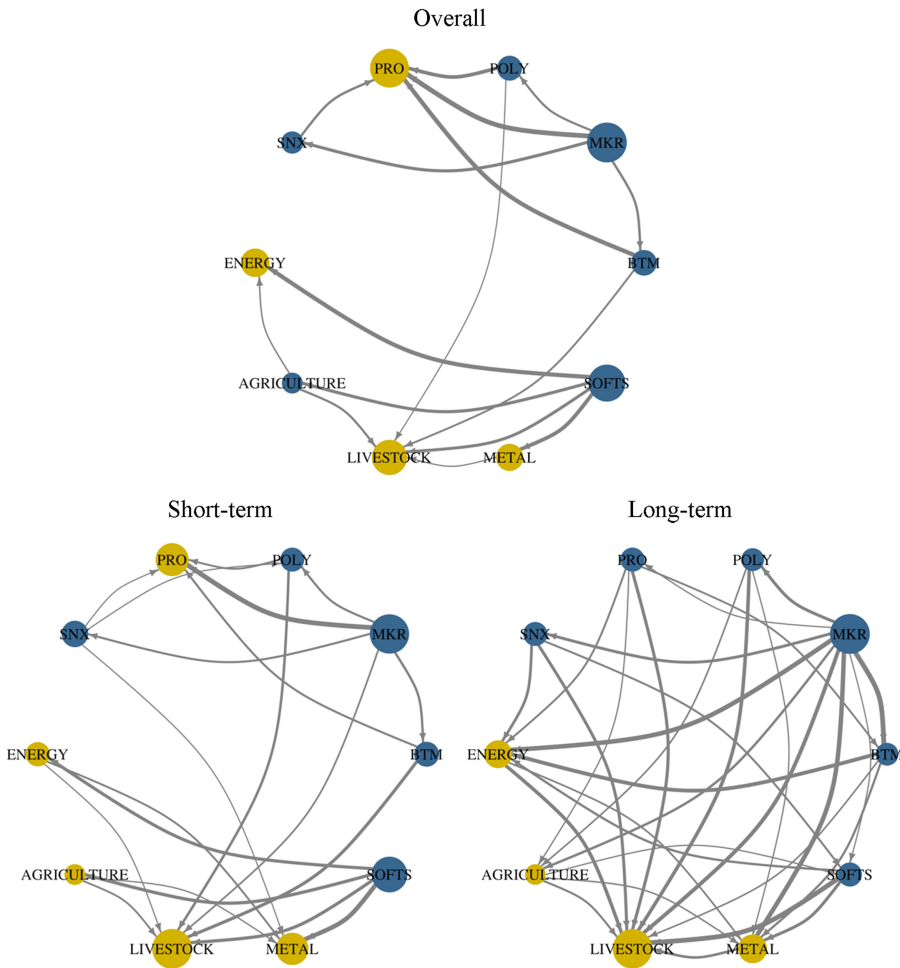 Overall
PRO
POLY
SNX
MKR
ENERGY
BTM
AGRICULTURE
SOFTS
LIVESTOCK
METAL
Short-term
PRO
POLY
SNX
MKR
ENERGY
BTM
AGRICULTURE
SOFTS
LIVESTOCK
METAL
Long-term
PRO
POLY
SNX
MKR
ENERGY
BTM
AGRICULTURE
SOFTS
LIVESTOCK
METAL